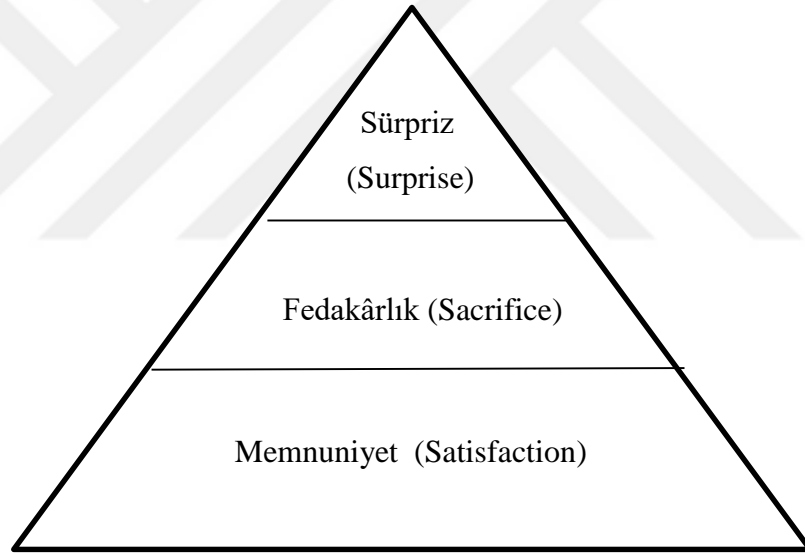 Sürpriz
(Surprise)
Fedakârlık (Sacrifice)
Memnuniyet (Satisfaction)